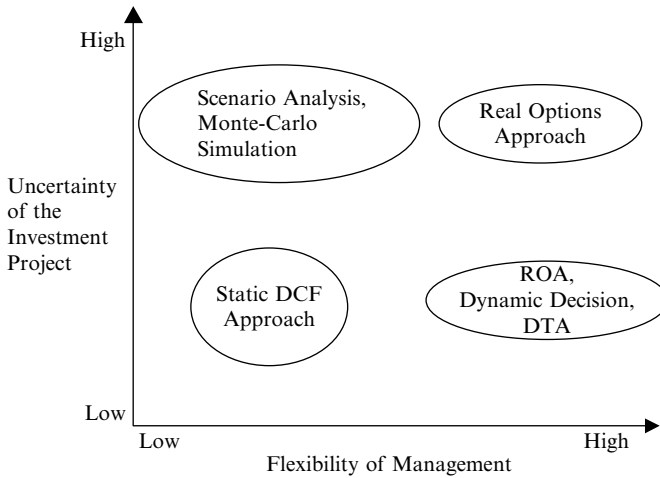 High
Scenario Analysis,
Monte-Carlo
Simulation
Real Options
Approach
Uncertainty
of the
Investment
Project
Static DCF
Approach
ROA,
Dynamic Decision,
DTA
Low
Low
High
Flexibility of Management